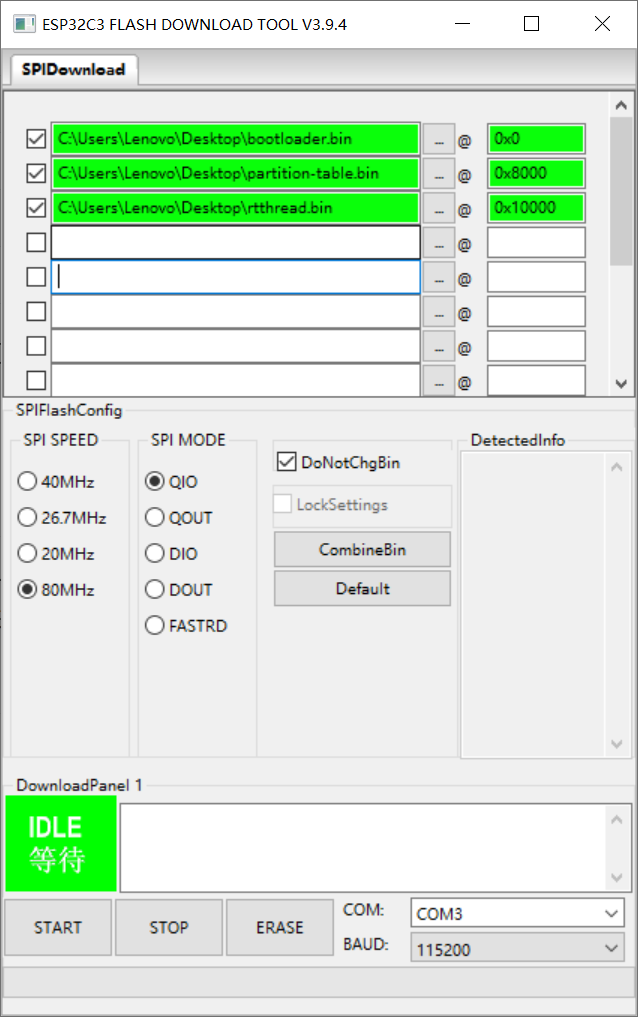 ESP32C3 FLASH DOWNLOAD TOOL V3.9.4
SPIDownload
C:\Users\Lenovo\Desktop\bootloader.bin ... @ 0x0
C:\Users\Lenovo\Desktop\partition-table.bin ... @ 0x8000
C:\Users\Lenovo\Desktop\rtthread.bin ... @ 0x10000
... @
... @
... @
... @
... @
SPIFlashConfig
SPI SPEED
40MHz
26.7MHz
20MHz
80MHz
SPI MODE
QIO
QOUT
DIO
DOUT
FASTRD
DoNotChgBin
LockSettings
CombineBin
Default
DetectedInfo
DownloadPanel 1
IDLE
等待
START STOP ERASE
COM: COM3
BAUD: 115200